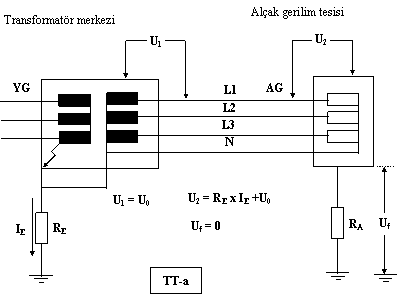 Transformatör merkezi
Alçak gerilim tesisi
U1
U2
YG
L1
AG
L2
L3
N
U1 = U0
U2 = RE x IE +U0
Uf = 0
IE
RE
RA
Uf
TT-a